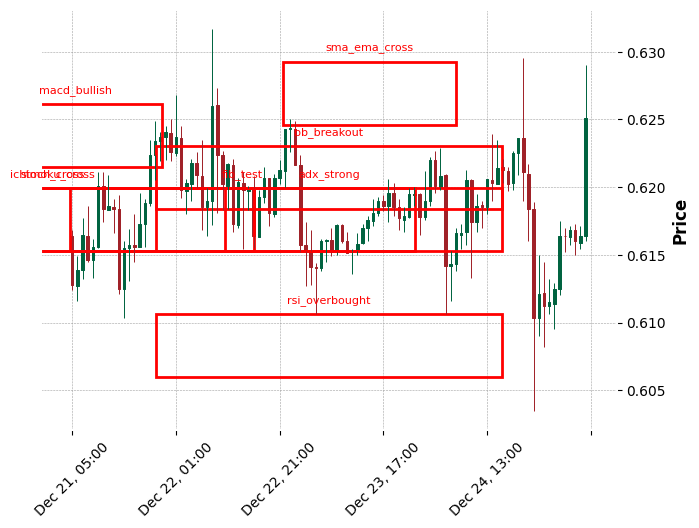 sma_ema_cross
macd_bullish
bb_breakout
stoch_cross
adx_strong
rsi_overbought
0.630
0.625
0.620
0.615
0.610
0.605
Price
Dec 21, 05:00
Dec 22, 01:00
Dec 22, 21:00
Dec 23, 17:00
Dec 24, 13:00